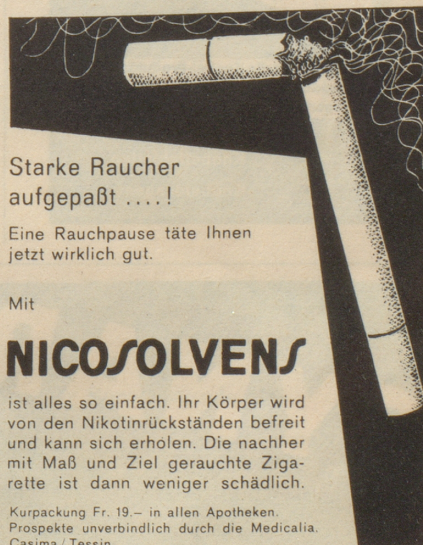 Starke Raucher
aufgepaßt ....!
Eine Rauchpause täte Ihnen
jetzt wirklich gut.
Mit
NICOSOLVENS
ist alles so einfach. Ihr Körper wird
von den Nikotinrückständen befreit
und kann sich erholen. Die nachher
mit Maß und Ziel gerauchte Ziga-
rette ist dann weniger schädlich.
Kurpackung Fr. 19.– in allen Apotheken.
Prospekte unverbindlich durch die Medicalia.
Casima / Tessin